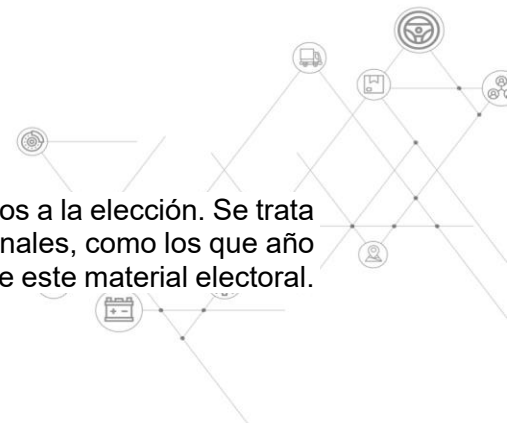 os a la elección. Se trata
nales, como los que año
e este material electoral.